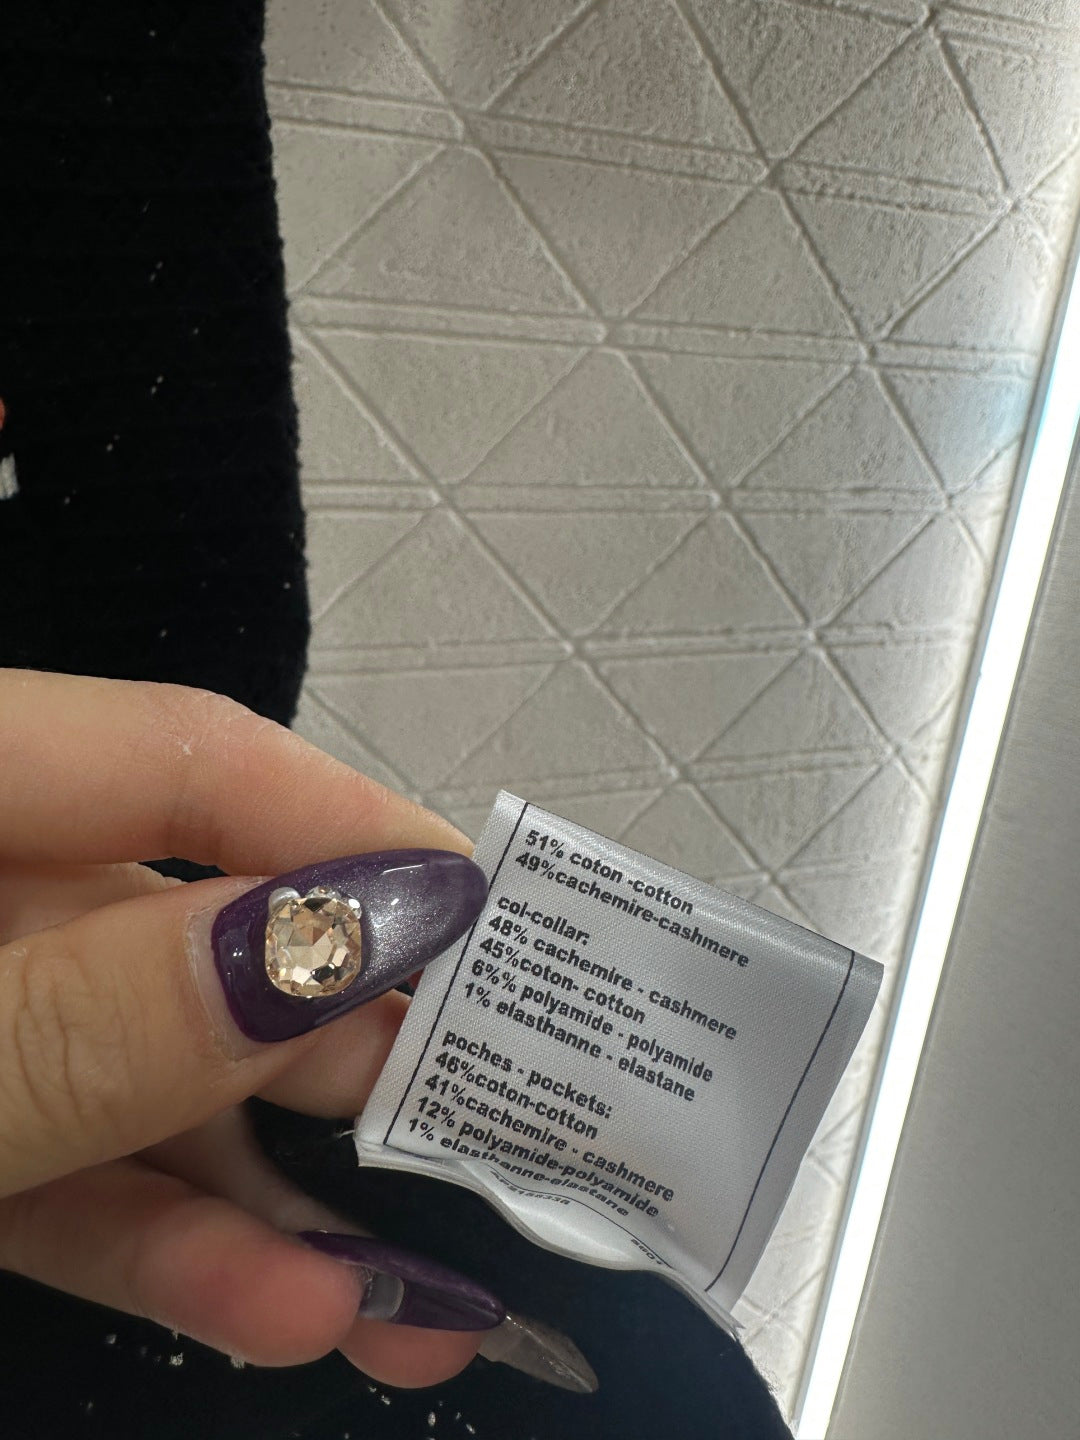 51% coton -cotton
49%cachemire-cashmere
col-collar:
48% cachemire - cashmere
45%coton- cotton
6%% polyamide - polyamide
1% elasthanne - elastane
poches - pockets:
46%coton-cotton
41%cachemire - cashmere
12% polyamide-polyamide
1% elasthanne-elastane